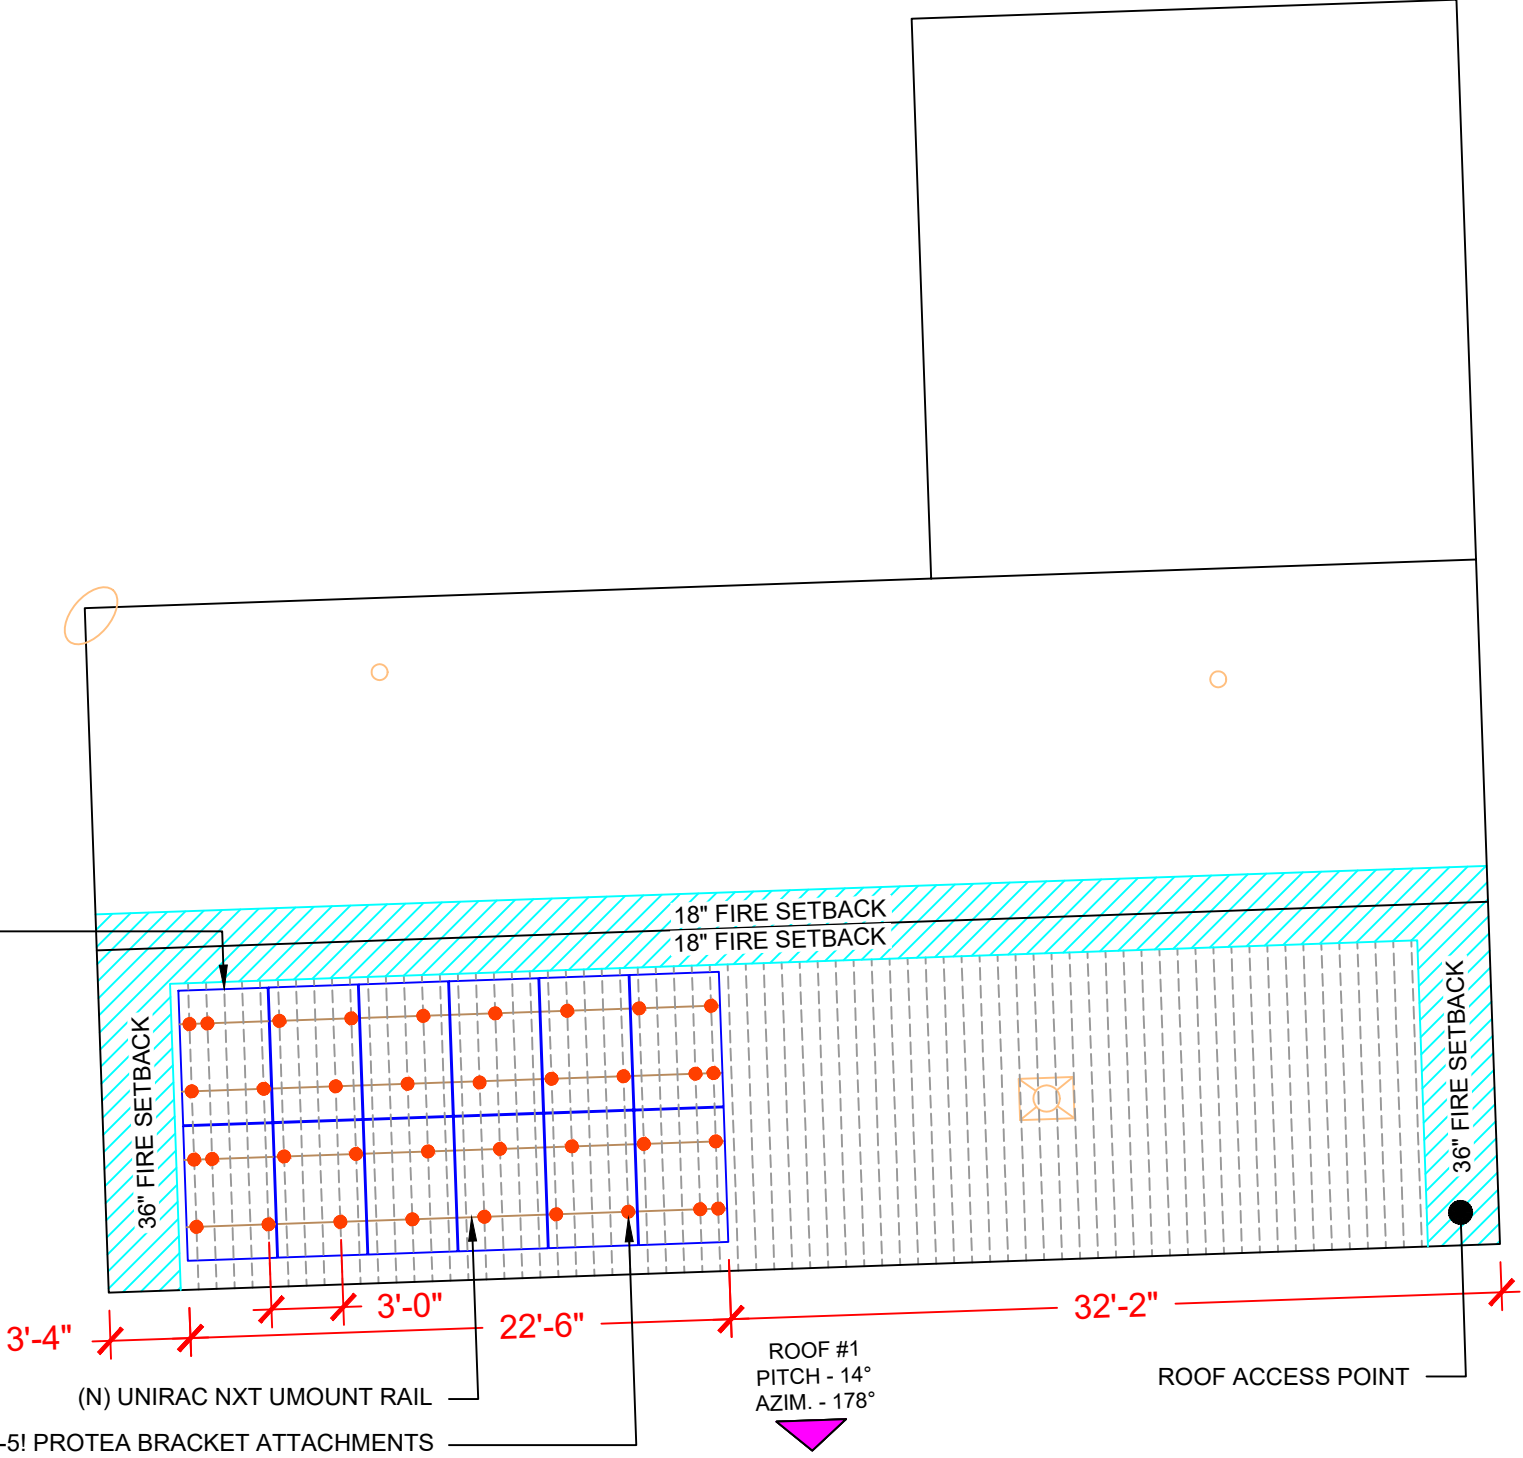 18" FIRE SETBACK
18" FIRE SETBACK
36" FIRE SETBACK
36" FIRE SETBACK
3'-4"
3'-0"
22'-6"
32'-2"
ROOF #1
PITCH - 14°
AZIM. - 178°
(N) UNIRAC NXT UMOUNT RAIL
ROOF ACCESS POINT
-5! PROTEA BRACKET ATTACHMENTS